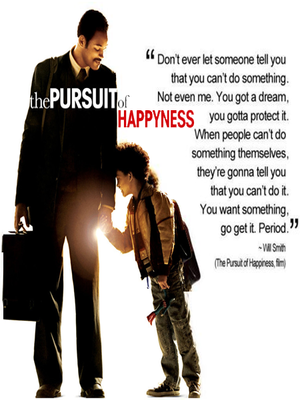 the PURSUIT of
HAPPYNESS
“Don't ever let someone tell you
that you can't do something.
Not even me. You got a dream,
you gotta protect it.
When people can't do
something themselves,
they're gonna tell you
that you can't do it.
You want something,
go get it. Period.”
~ Will Smith
(The Pursuit of Happiness, film)